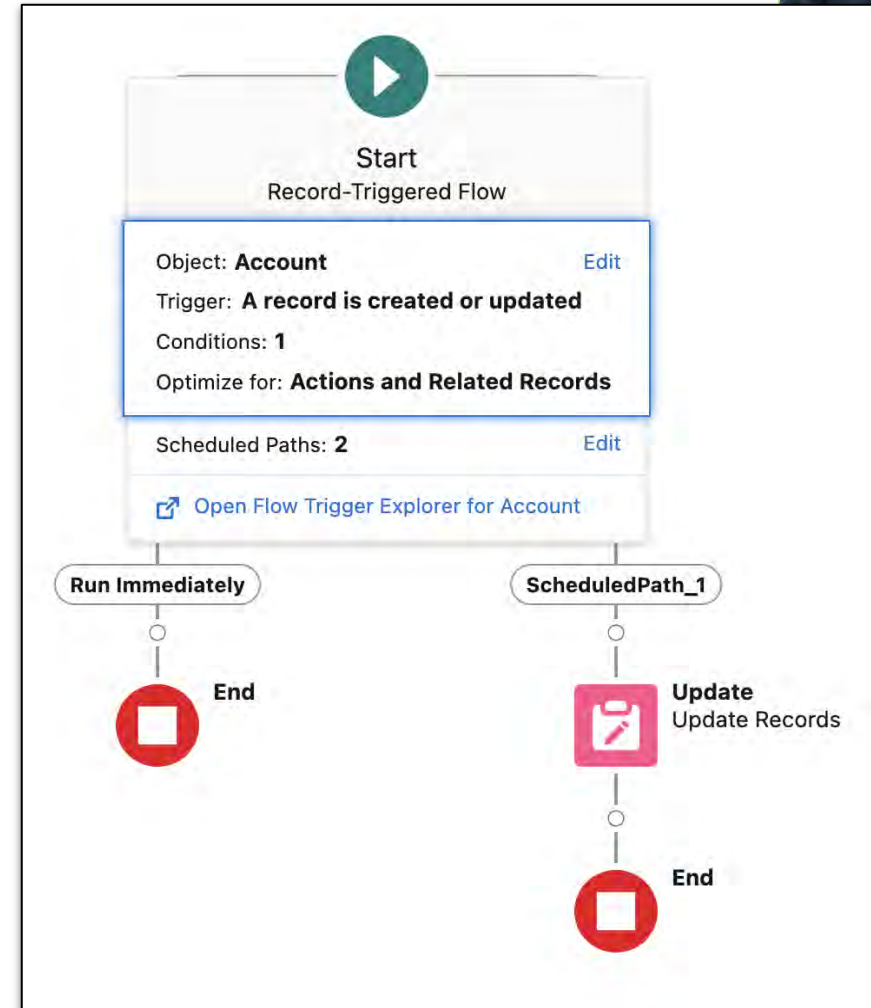 Start
Record-Triggered Flow
Object: Account Edit
Trigger: A record is created or updated
Conditions: 1
Optimize for: Actions and Related Records
Scheduled Paths: 2 Edit
Open Flow Trigger Explorer for Account
Run Immediately ScheduledPath_1
End Update
Update Records
End